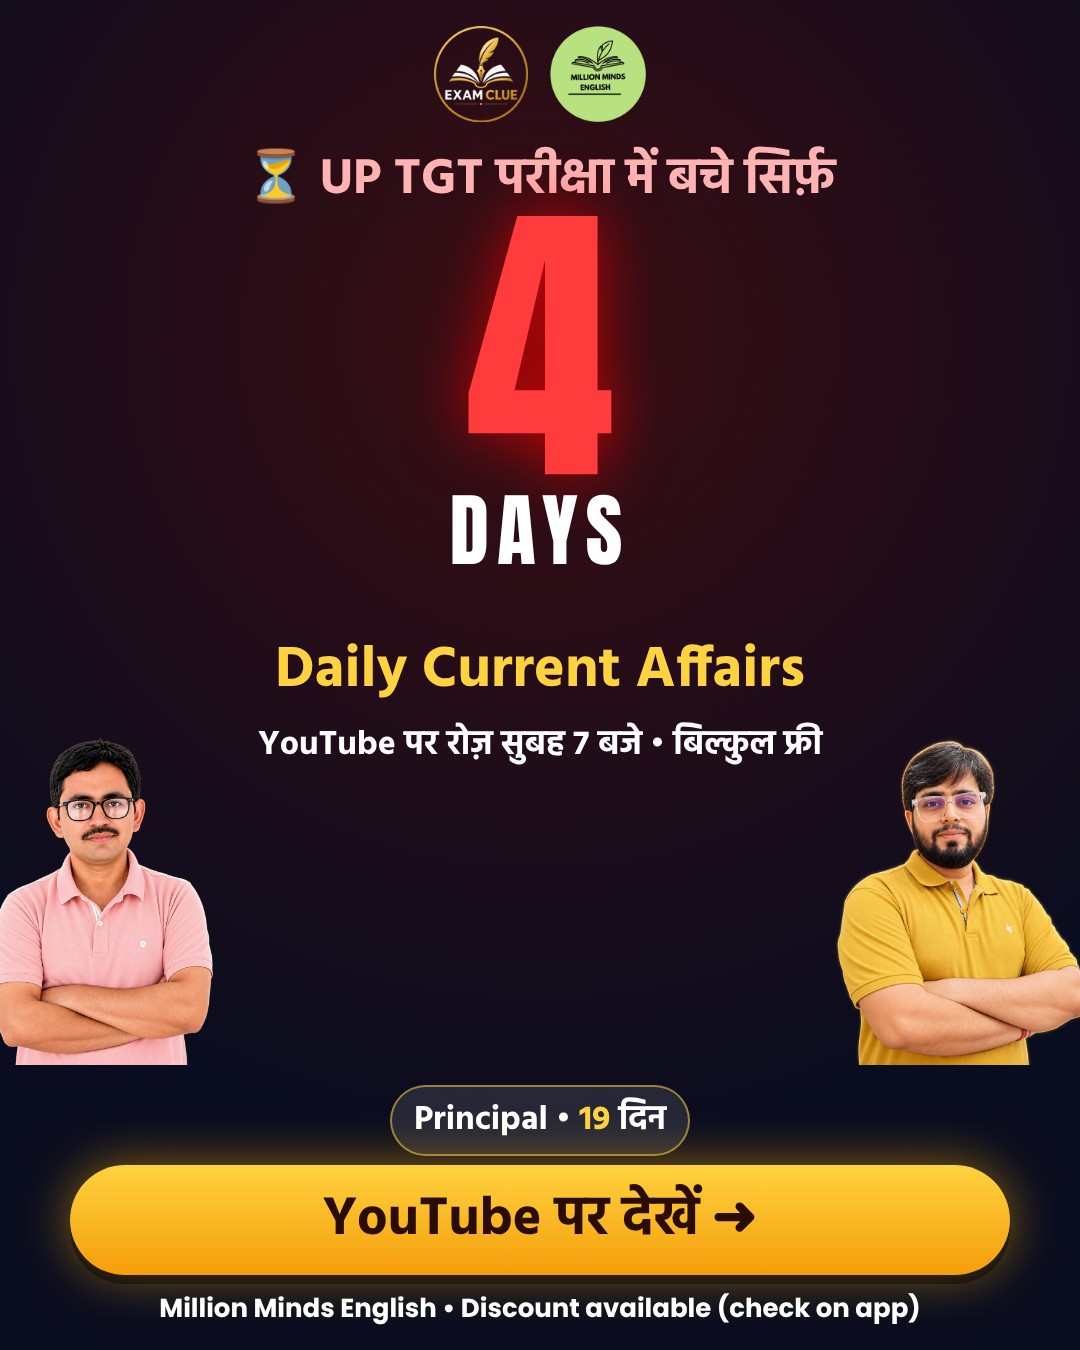 EXAM CLUE
MILLION MINDS
ENGLISH
⏳ UP TGT परीक्षा में बचे सिर्फ़
4
DAYS
Daily Current Affairs
YouTube पर रोज़ सुबह 7 बजे • बिल्कुल फ्री
Principal • 19 दिन
YouTube पर देखें ➜
Million Minds English • Discount available (check on app)